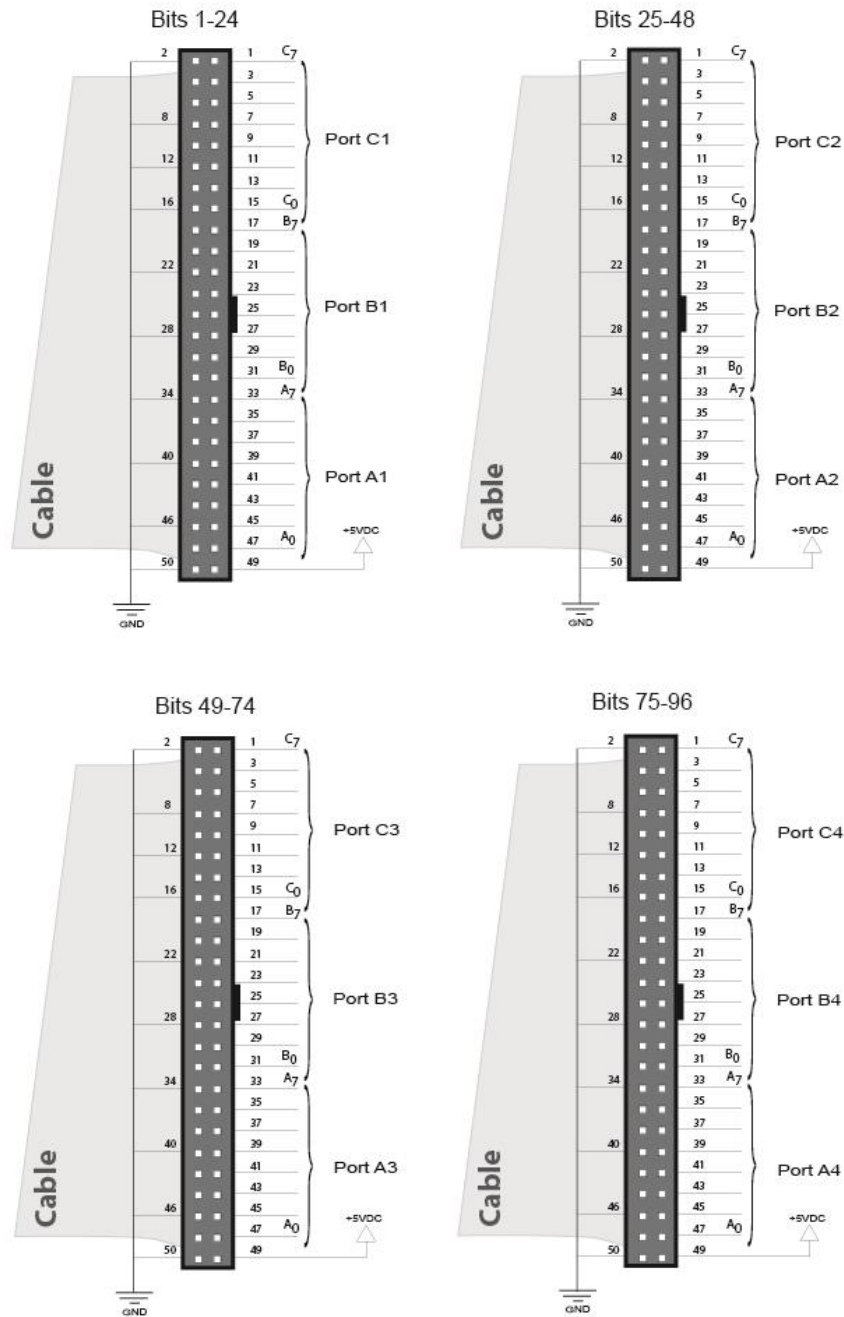 Bits 1-24
2 1 C7
3
5
8 7
9 Port C1
12 11
13
16 15 C0
17 B7
19
22 21
23
25 Port B1
28 27
29
31 B0
34 33 A7
35
37
40 39
41 Port A1
43
46 45
+5VDC
47 A0
50 49
Cable
GND
Bits 25-48
2 1 C7
3
5
8 7
9 Port C2
12 11
13
16 15 C0
17 B7
19
22 21
23
25 Port B2
28 27
29
31 B0
34 33 A7
35
37
40 39
41 Port A2
43
46 45
+5VDC
47 A0
50 49
Cable
GND
Bits 49-74
2 1 C7
3
5
8 7
9 Port C3
12 11
13
16 15 C0
17 B7
19
22 21
23
25 Port B3
28 27
29
31 B0
34 33 A7
35
37
40 39
41 Port A3
43
46 45
+5VDC
47 A0
50 49
Cable
GND
Bits 75-96
2 1 C7
3
5
8 7
9 Port C4
12 11
13
16 15 C0
17 B7
19
22 21
23
25 Port B4
28 27
29
31 B0
34 33 A7
35
37
40 39
41 Port A4
43
46 45
+5VDC
47 A0
50 49
Cable
GND